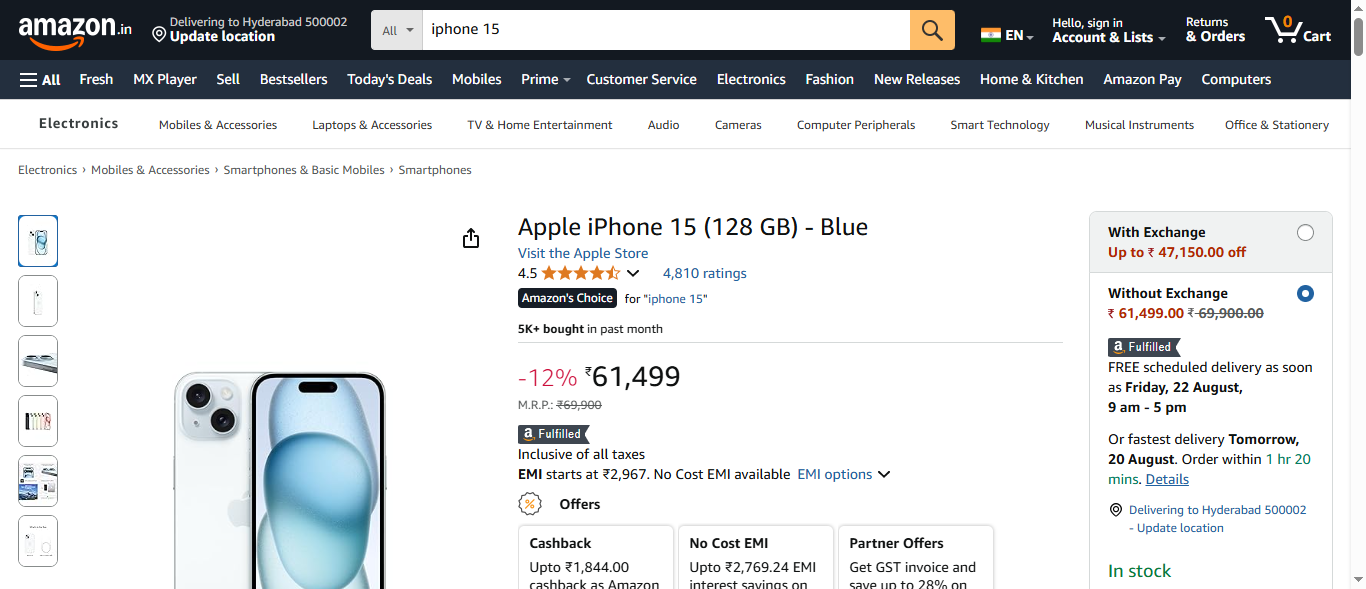 amazon.in
Delivering to Hyderabad 500002
Update location
All
iphone 15
EN
Hello, sign in
Account & Lists
Returns
& Orders
0
Cart
All Fresh MX Player Sell Bestsellers Today's Deals Mobiles Prime Customer Service Electronics Fashion New Releases Home & Kitchen Amazon Pay Computers
Electronics Mobiles & Accessories Laptops & Accessories TV & Home Entertainment Audio Cameras Computer Peripherals Smart Technology Musical Instruments Office & Stationery
Electronics › Mobiles & Accessories › Smartphones & Basic Mobiles › Smartphones
Apple iPhone 15 (128 GB) - Blue
Visit the Apple Store
4.5 4,810 ratings
Amazon's Choice for "iphone 15"
5K+ bought in past month
-12% ₹61,499
M.R.P.: ₹69,900
a Fulfilled
Inclusive of all taxes
EMI starts at ₹2,967. No Cost EMI available EMI options
% Offers
Cashback
Upto ₹1,844.00
cashback as Amazon
No Cost EMI
Upto ₹2,769.24 EMI
interest savings on
Partner Offers
Get GST invoice and
save up to 28% on
With Exchange
Up to ₹ 47,150.00 off
Without Exchange
₹ 61,499.00 ₹ 69,900.00
a Fulfilled
FREE scheduled delivery as soon
as Friday, 22 August,
9 am - 5 pm
Or fastest delivery Tomorrow,
20 August. Order within 1 hr 20
mins. Details
Delivering to Hyderabad 500002
- Update location
In stock